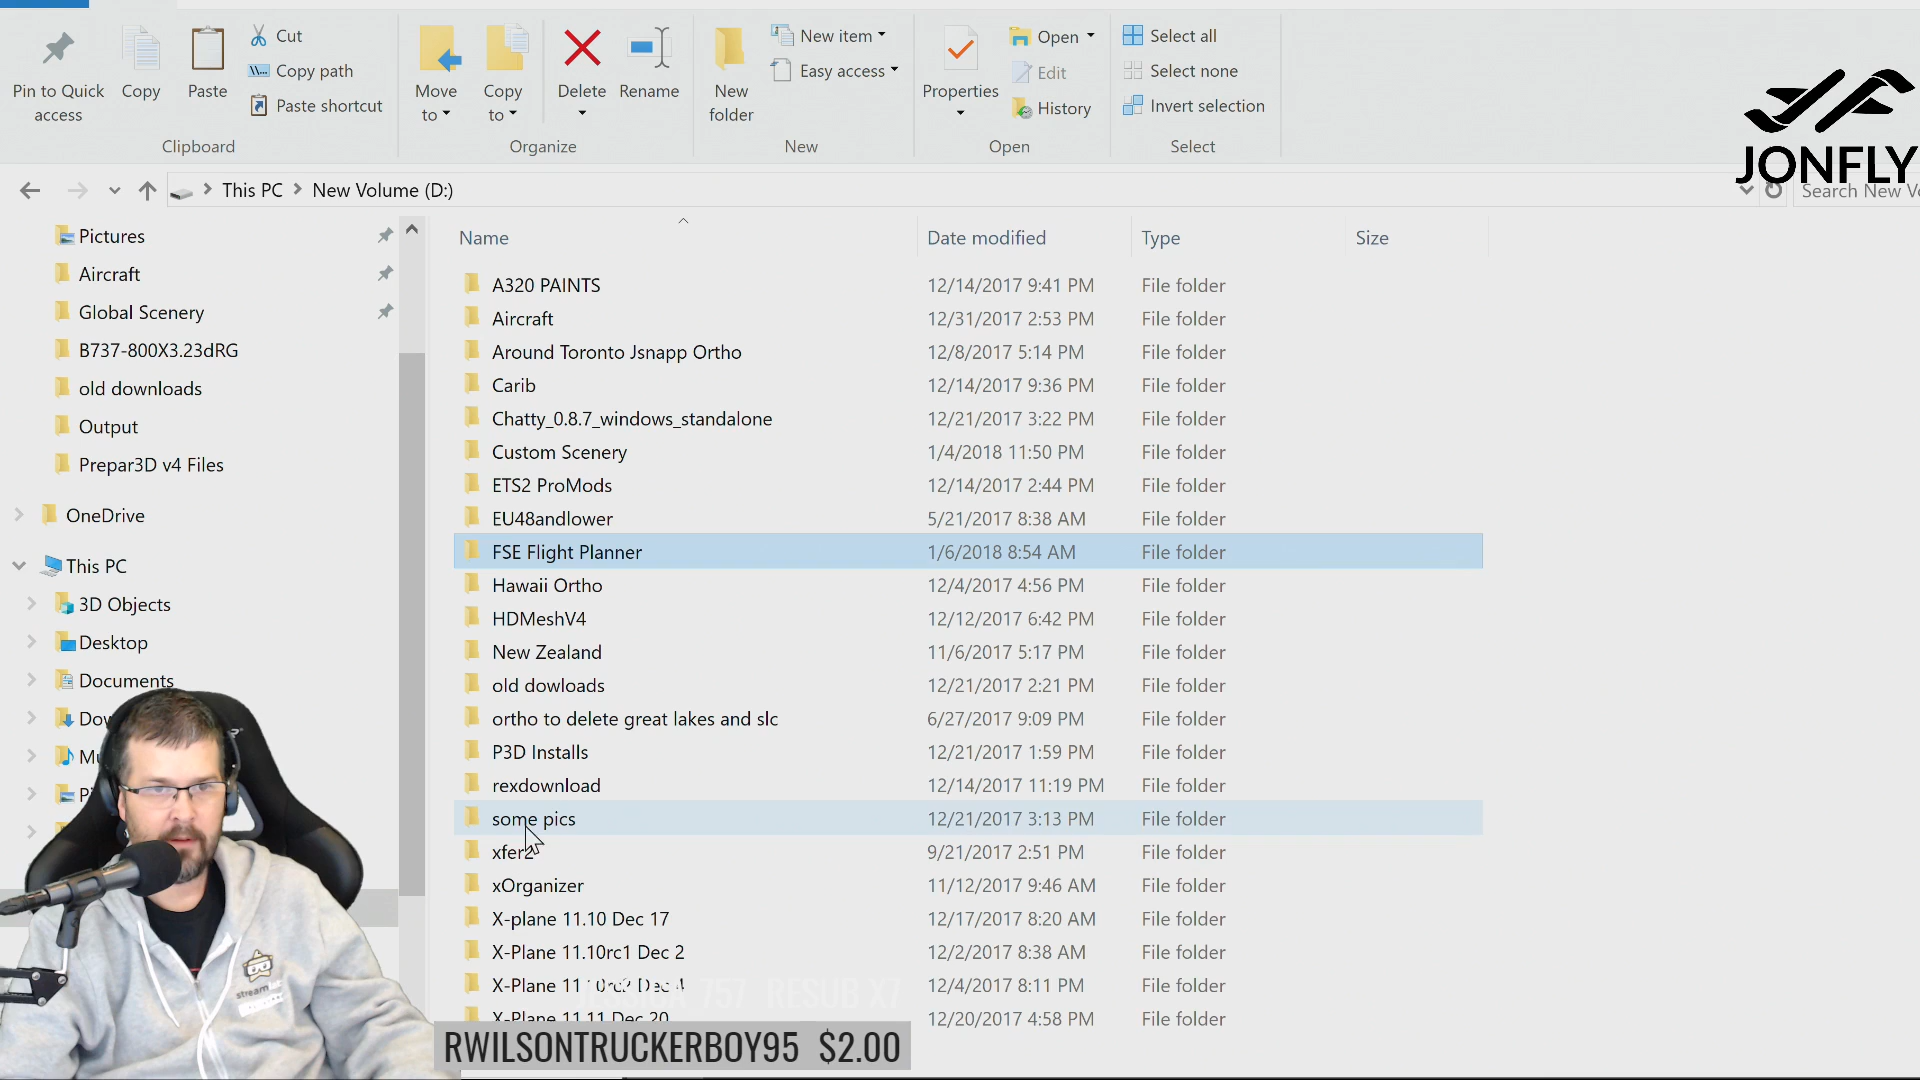 Pin to Quick access
Copy
Paste
Cut
Copy path
Paste shortcut
Clipboard
Move to
Copy to
Delete
Rename
Organize
New folder
New item
Easy access
New
Properties
Open
Edit
History
Open
Select all
Select none
Invert selection
Select
JONFLY
This PC > New Volume (D:)
Search New Vo
Pictures
Aircraft
Global Scenery
B737-800X3.23dRG
old downloads
Output
Prepar3D v4 Files
OneDrive
This PC
3D Objects
Desktop
Documents
Name Date modified Type Size
A320 PAINTS 12/14/2017 9:41 PM File folder
Aircraft 12/31/2017 2:53 PM File folder
Around Toronto Jsnapp Ortho 12/8/2017 5:14 PM File folder
Carib 12/14/2017 9:36 PM File folder
Chatty_0.8.7_windows_standalone 12/21/2017 3:22 PM File folder
Custom Scenery 1/4/2018 11:50 PM File folder
ETS2 ProMods 12/14/2017 2:44 PM File folder
EU48andlower 5/21/2017 8:38 AM File folder
FSE Flight Planner 1/6/2018 8:54 AM File folder
Hawaii Ortho 12/4/2017 4:56 PM File folder
HDMeshV4 12/12/2017 6:42 PM File folder
New Zealand 11/6/2017 5:17 PM File folder
old dowloads 12/21/2017 2:21 PM File folder
ortho to delete great lakes and slc 6/27/2017 9:09 PM File folder
P3D Installs 12/21/2017 1:59 PM File folder
rexdownload 12/14/2017 11:19 PM File folder
some pics 12/21/2017 3:13 PM File folder
xfer2 9/21/2017 2:51 PM File folder
xOrganizer 11/12/2017 9:46 AM File folder
X-plane 11.10 Dec 17 12/17/2017 8:20 AM File folder
X-Plane 11.10rc1 Dec 2 12/2/2017 8:38 AM File folder
X-Plane 11.10rc2 Dec 4 12/4/2017 8:11 PM File folder
X-Plane 11.11 Dec 20 12/20/2017 4:58 PM File folder
757 RESUB X7
RWILSONTRUCKERBOY95 $2.00